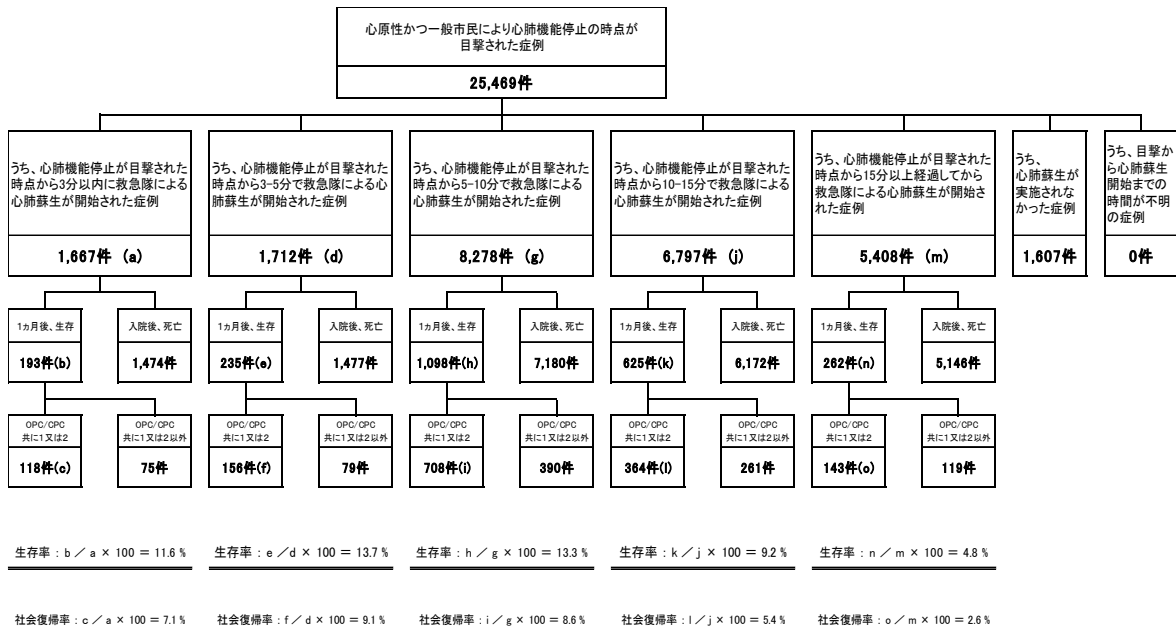 心原性かつ一般市民により心肺機能停止の時点が
目撃された症例
25,469件
うち、心肺機能停止が目撃された
時点から3分以内に救急隊による
心肺蘇生が開始された症例
1,667件 (a)
うち、心肺機能停止が目撃された
時点から3-5分で救急隊による心
肺蘇生が開始された症例
1,712件 (d)
うち、心肺機能停止が目撃された
時点から5-10分で救急隊による
心肺蘇生が開始された症例
8,278件 (g)
うち、心肺機能停止が目撃された
時点から10-15分で救急隊による
心肺蘇生が開始された症例
6,797件 (j)
うち、心肺機能停止が目撃された
時点から15分以上経過してから
救急隊による心肺蘇生が開始さ
れた症例
5,408件 (m)
うち、
心肺蘇生が
実施されな
かった症例
1,607件
うち、目撃か
ら心肺蘇生
開始までの
時間が不明
の症例
0件
1ヵ月後、生存
193件(b)
入院後、死亡
1,474件
1ヵ月後、生存
235件(e)
入院後、死亡
1,477件
1ヵ月後、生存
1,098件(h)
入院後、死亡
7,180件
1ヵ月後、生存
625件(k)
入院後、死亡
6,172件
1ヵ月後、生存
262件(n)
入院後、死亡
5,146件
OPC/CPC
共に1又は2
118件(c)
OPC/CPC
共に1又は2以外
75件
OPC/CPC
共に1又は2
156件(f)
OPC/CPC
共に1又は2以外
79件
OPC/CPC
共に1又は2
708件(i)
OPC/CPC
共に1又は2以外
390件
OPC/CPC
共に1又は2
364件(l)
OPC/CPC
共に1又は2以外
261件
OPC/CPC
共に1又は2
143件(o)
OPC/CPC
共に1又は2以外
119件
生存率：b／a × 100 ＝ 11.6 %
生存率：e／d × 100 ＝ 13.7 %
生存率：h／g × 100 ＝ 13.3 %
生存率：k／j × 100 ＝ 9.2 %
生存率：n／m × 100 ＝ 4.8 %
社会復帰率：c／a × 100 ＝ 7.1 %
社会復帰率：f／d × 100 ＝ 9.1 %
社会復帰率：i／g × 100 ＝ 8.6 %
社会復帰率：l／j × 100 ＝ 5.4 %
社会復帰率：o／m × 100 ＝ 2.6 %